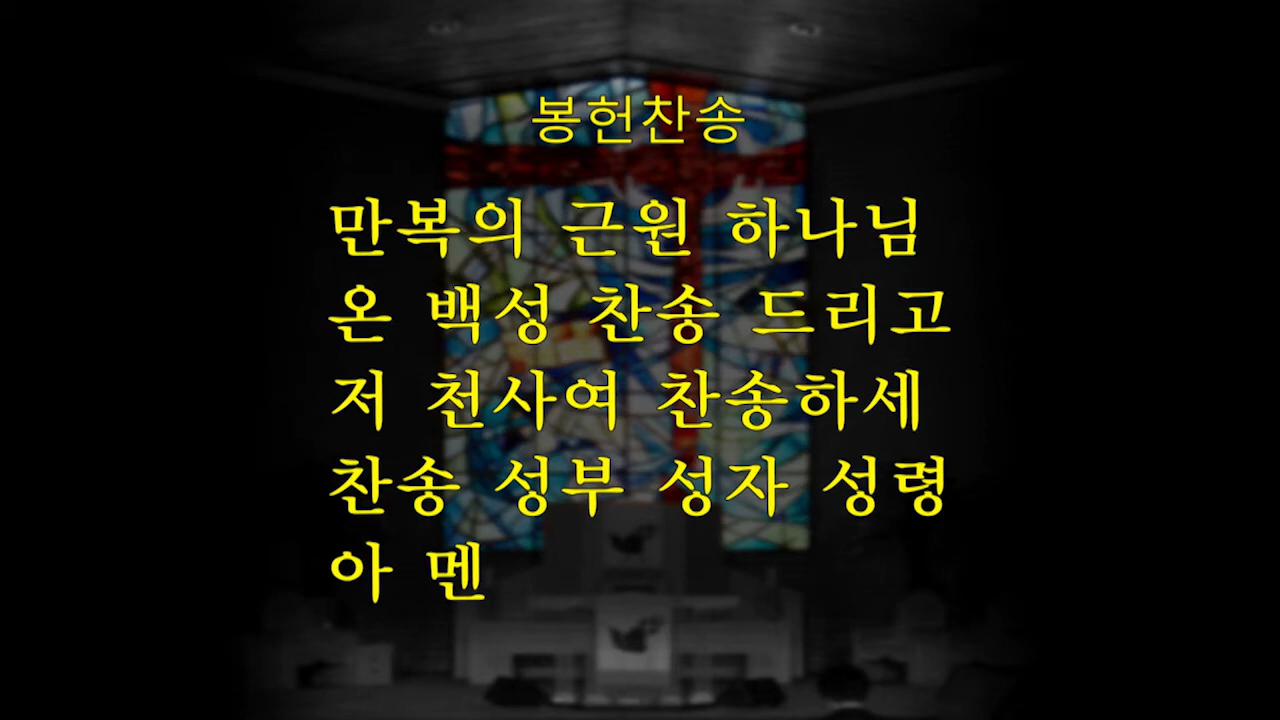 봉헌찬송
만복의 근원 하나님
온 백성 찬송 드리고
저 천사여 찬송하세
찬송 성부 성자 성령
아 멘